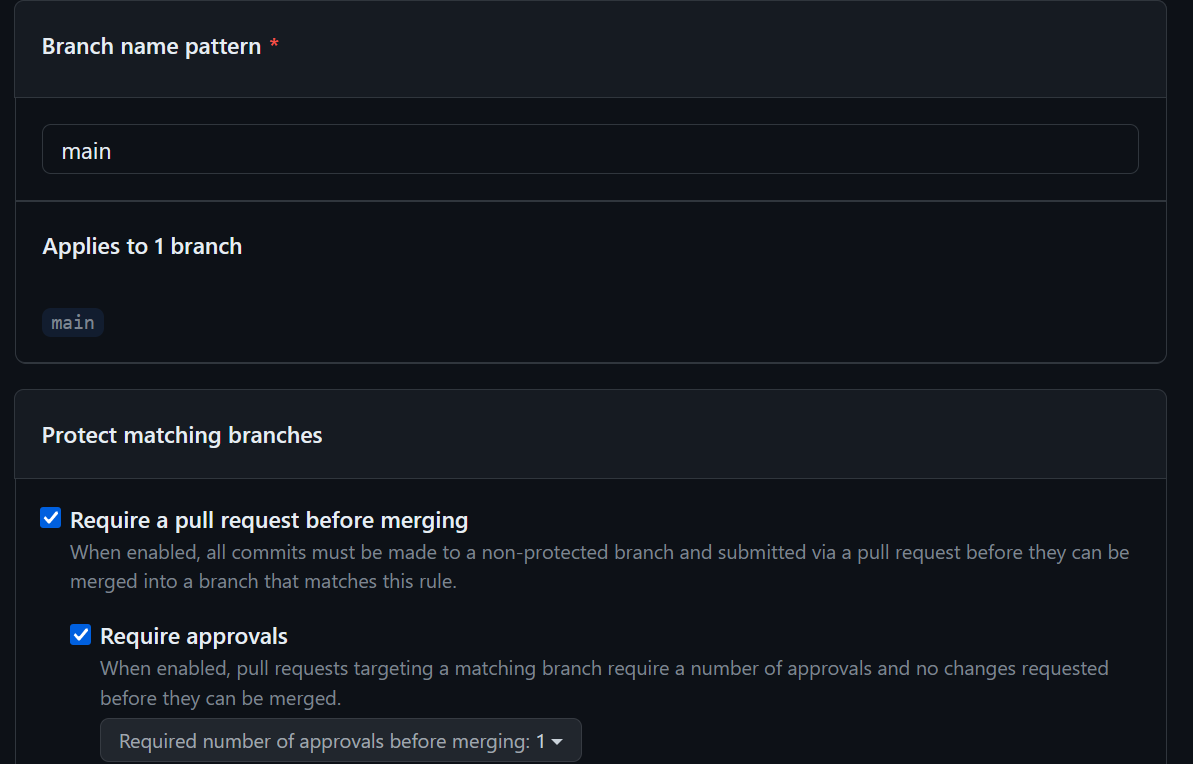 Branch name pattern *
main
Applies to 1 branch
main
Protect matching branches
Require a pull request before merging
When enabled, all commits must be made to a non-protected branch and submitted via a pull request before they can be
merged into a branch that matches this rule.
Require approvals
When enabled, pull requests targeting a matching branch require a number of approvals and no changes requested
before they can be merged.
Required number of approvals before merging: 1